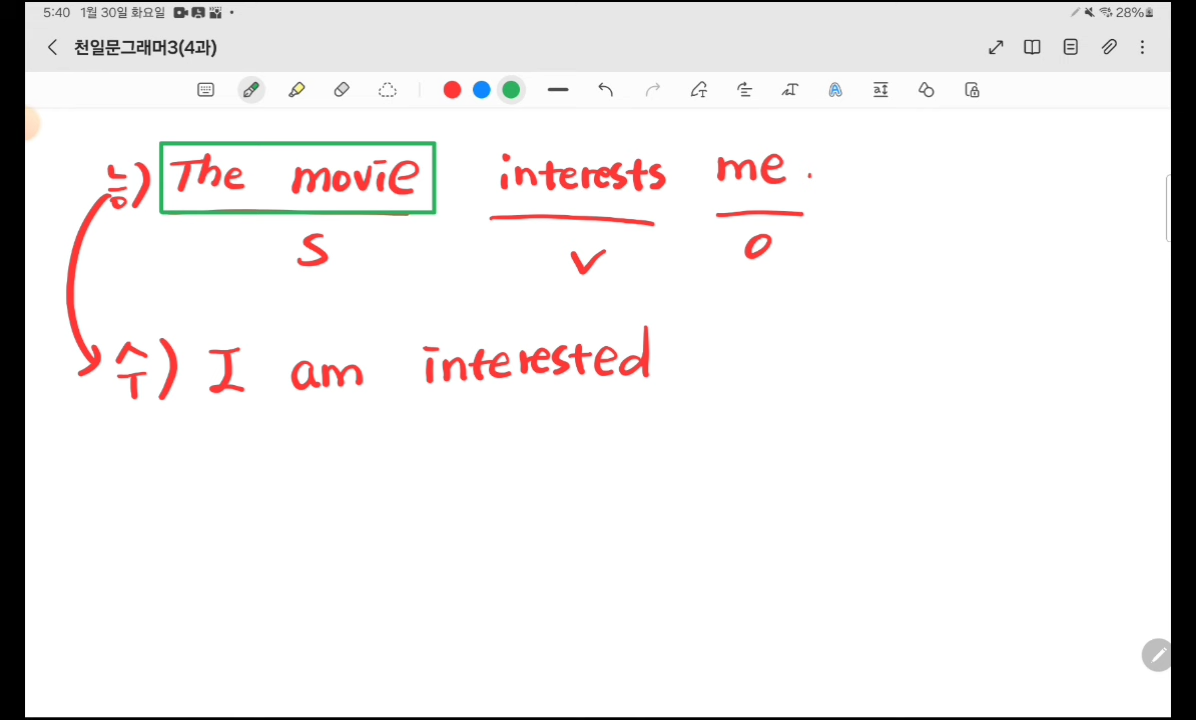 5:40 1월 30일 화요일 28%
천일문그래머3(4과)
능) The movie interests me.
S V O
수) I am interested